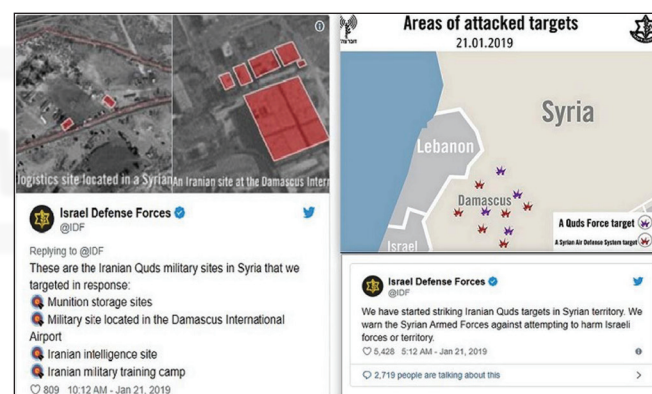 logistics site located in a Syrian
An Iranian site at the Damascus Inter
Israel Defense Forces
@IDF
Replying to @IDF
These are the Iranian Quds military sites in Syria that we
targeted in response:
Munition storage sites
Military site located in the Damascus International
Airport
Iranian intelligence site
Iranian military training camp
809 10:12 AM - Jan 21, 2019
Areas of attacked targets
21.01.2019
Syria
Lebanon
Damascus
Israel
A Quds Force target
A Syrian Air Defense System target
Israel Defense Forces
@IDF
We have started striking Iranian Quds targets in Syrian territory. We
warn the Syrian Armed Forces against attempting to harm Israeli
forces or territory.
5,428 5:12 AM - Jan 21, 2019
2,719 people are talking about this